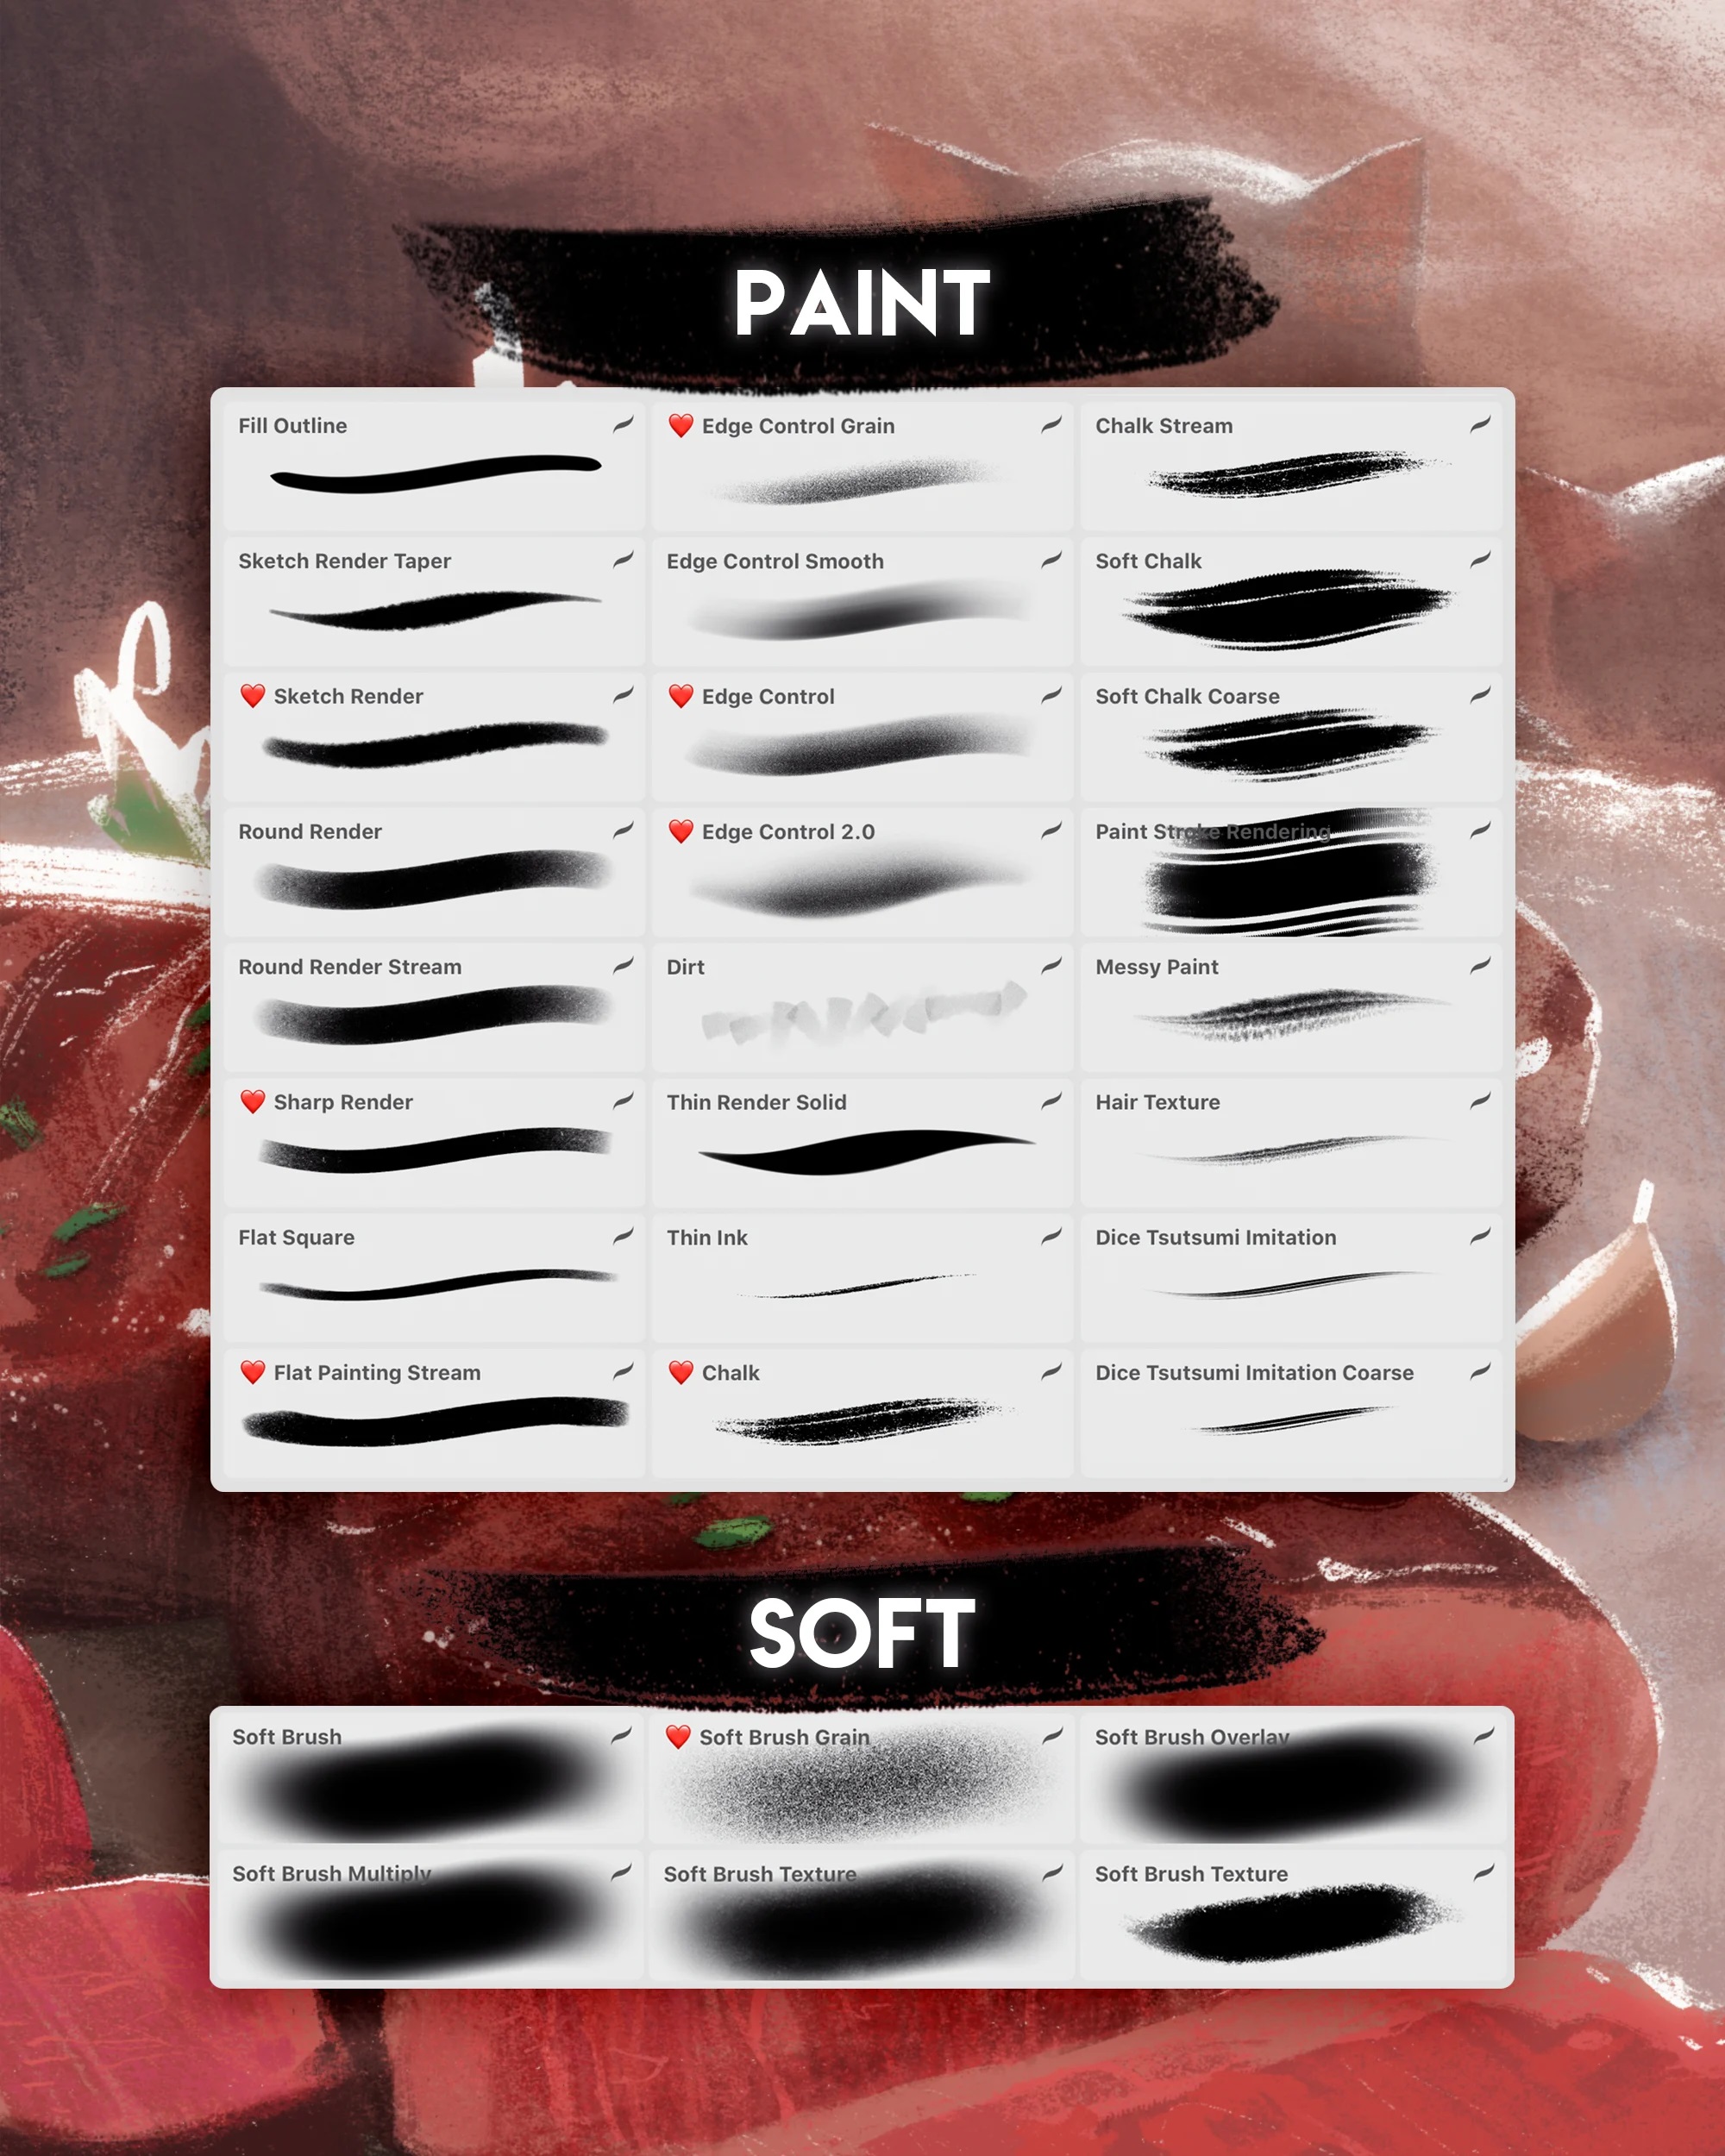 PAINT
Fill Outline
❤️ Edge Control Grain
Chalk Stream
Sketch Render Taper
Edge Control Smooth
Soft Chalk
❤️ Sketch Render
❤️ Edge Control
Soft Chalk Coarse
Round Render
❤️ Edge Control 2.0
Paint Stroke Rendering
Round Render Stream
Dirt
Messy Paint
❤️ Sharp Render
Thin Render Solid
Hair Texture
Flat Square
Thin Ink
Dice Tsutsumi Imitation
❤️ Flat Painting Stream
❤️ Chalk
Dice Tsutsumi Imitation Coarse
SOFT
Soft Brush
❤️ Soft Brush Grain
Soft Brush Overlay
Soft Brush Multiply
Soft Brush Texture
Soft Brush Texture